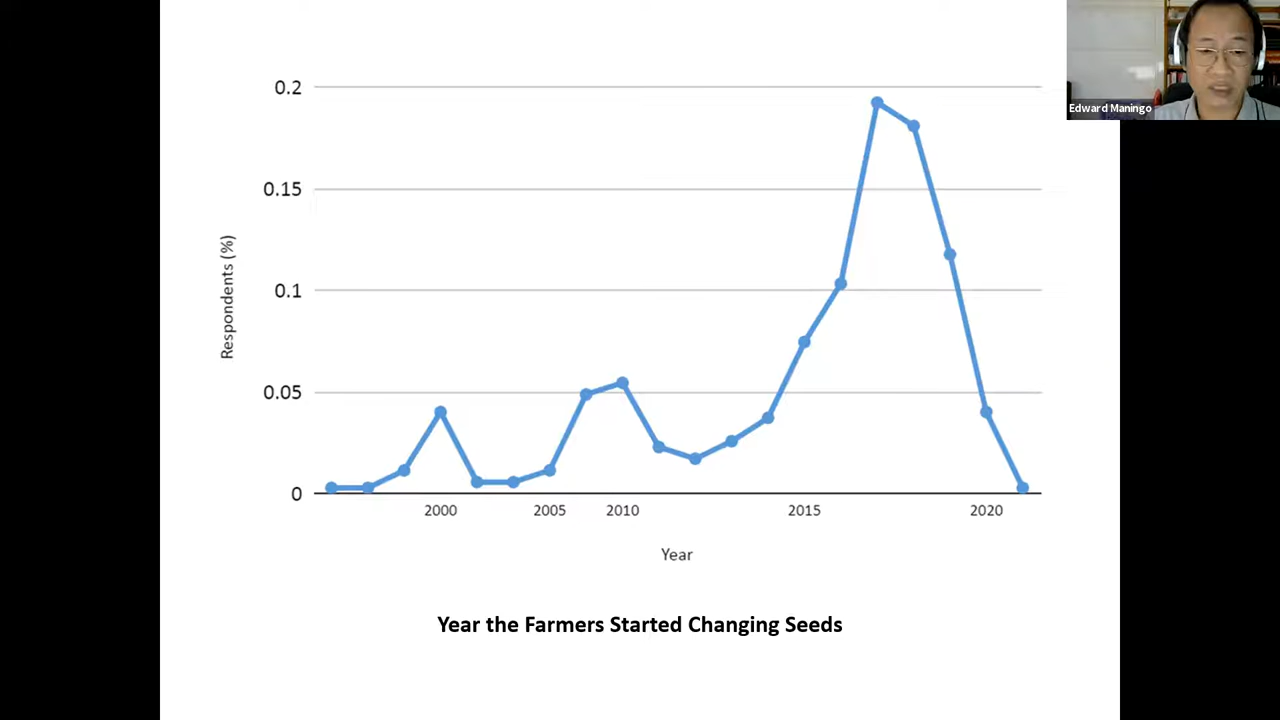 Edward Maningo
0.2
0.15
0.1
0.05
0
Respondents (%)
2000 2005 2010 2015 2020
Year
Year the Farmers Started Changing Seeds